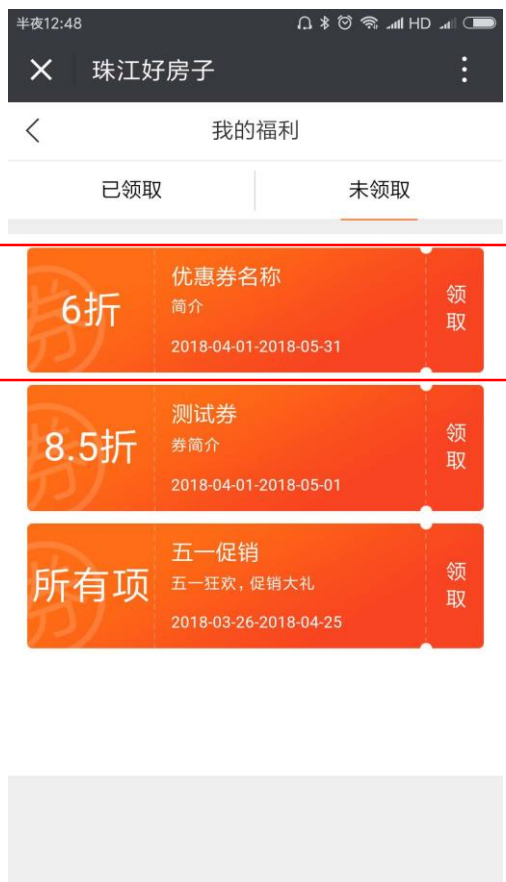 半夜12:48 HD
珠江好房子
我的福利
已领取 未领取
券
6折
优惠券名称
简介
2018-04-01-2018-05-31
领取
券
8.5折
测试券
券简介
2018-04-01-2018-05-01
领取
券
所有项
五一促销
五一狂欢，促销大礼
2018-03-26-2018-04-25
领取